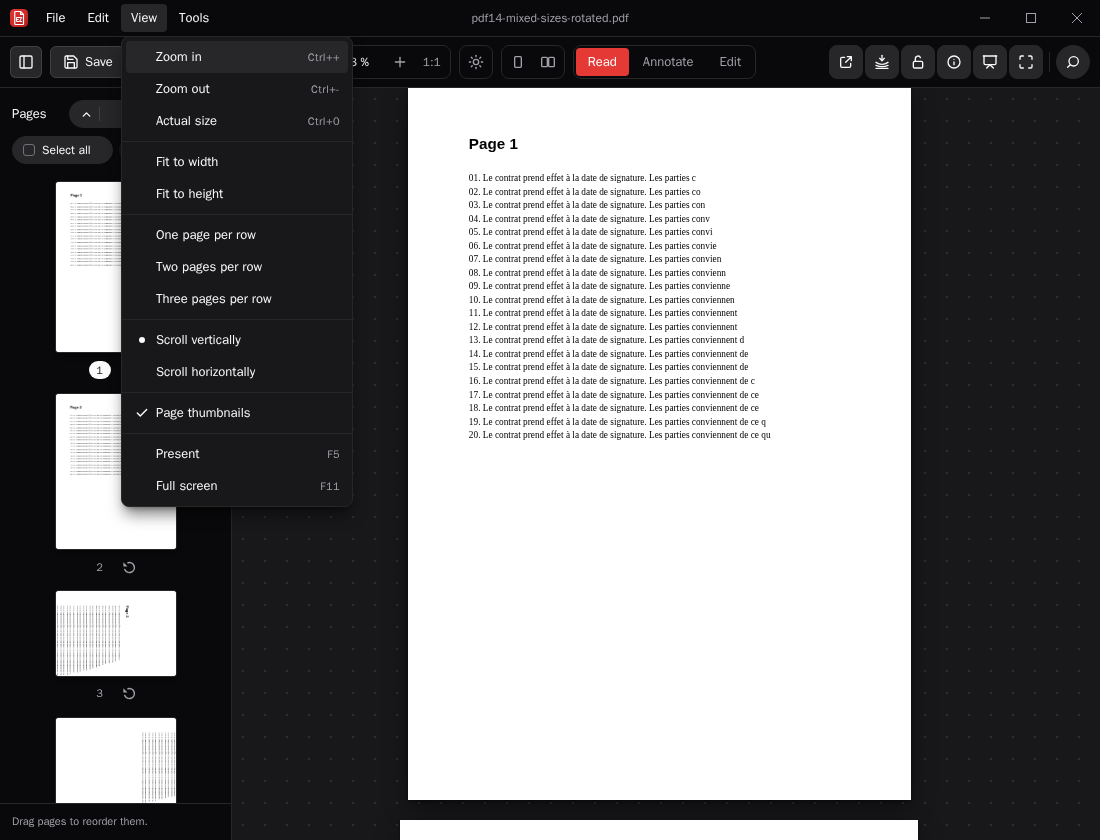 File Edit View Tools
pdf14-mixed-sizes-rotated.pdf
Save
%
1:1
Read
Annotate
Edit
Pages
Select all
Zoom in Ctrl++
Zoom out Ctrl+-
Actual size Ctrl+0
Fit to width
Fit to height
One page per row
Two pages per row
Three pages per row
Scroll vertically
Scroll horizontally
Page thumbnails
Present F5
Full screen F11
Page 1
1
Page 2
2
3
Drag pages to reorder them.
Page 1
01. Le contrat prend effet à la date de signature. Les parties c
02. Le contrat prend effet à la date de signature. Les parties co
03. Le contrat prend effet à la date de signature. Les parties con
04. Le contrat prend effet à la date de signature. Les parties conv
05. Le contrat prend effet à la date de signature. Les parties convi
06. Le contrat prend effet à la date de signature. Les parties convie
07. Le contrat prend effet à la date de signature. Les parties convien
08. Le contrat prend effet à la date de signature. Les parties convienn
09. Le contrat prend effet à la date de signature. Les parties convienne
10. Le contrat prend effet à la date de signature. Les parties conviennen
11. Le contrat prend effet à la date de signature. Les parties conviennent
12. Le contrat prend effet à la date de signature. Les parties conviennent
13. Le contrat prend effet à la date de signature. Les parties conviennent d
14. Le contrat prend effet à la date de signature. Les parties conviennent de
15. Le contrat prend effet à la date de signature. Les parties conviennent de
16. Le contrat prend effet à la date de signature. Les parties conviennent de c
17. Le contrat prend effet à la date de signature. Les parties conviennent de ce
18. Le contrat prend effet à la date de signature. Les parties conviennent de ce
19. Le contrat prend effet à la date de signature. Les parties conviennent de ce q
20. Le contrat prend effet à la date de signature. Les parties conviennent de ce qu